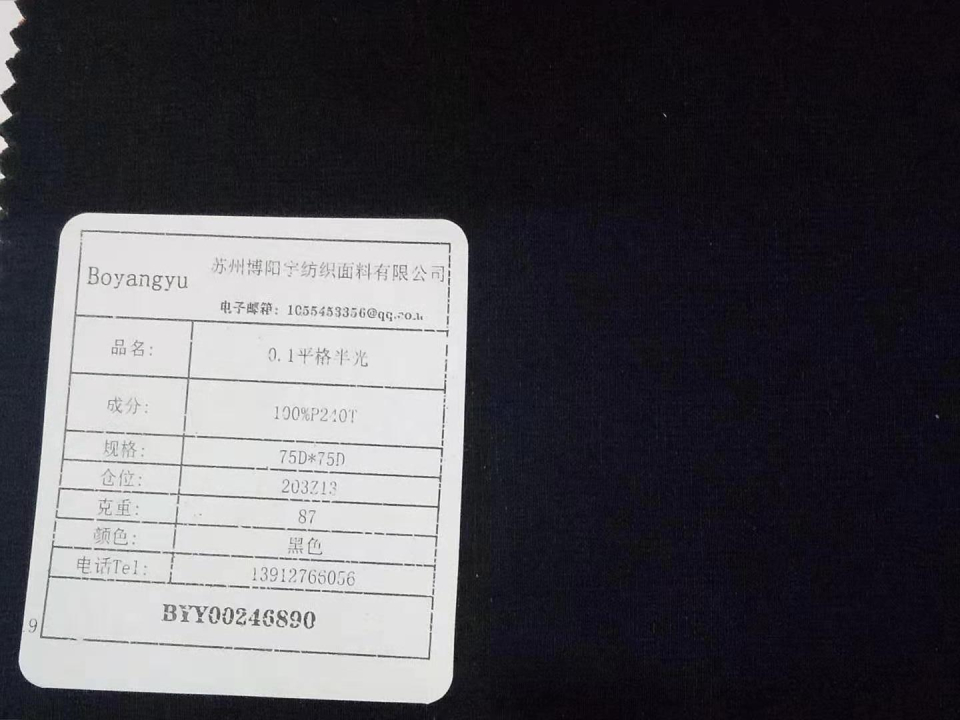 Boyangyu 苏州博阳宇纺织面料有限公司
电子邮箱: 1055453356@qq.com
品名: 0.1平格半光
成分: 100%P240T
规格: 75D*75D
仓位: 203Z13
克重: 87
颜色: 黑色
电话Tel: 13912766056
BYY00246890
9